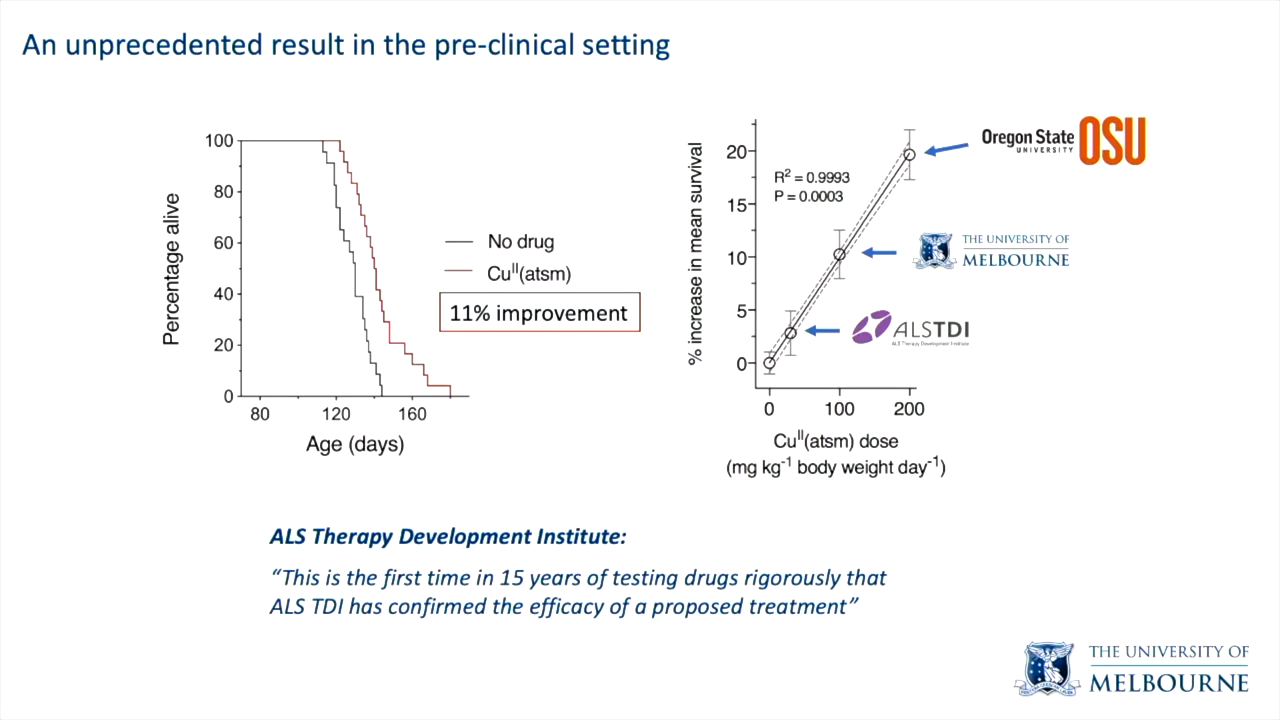 An unprecedented result in the pre-clinical setting
100
80
60
40
20
0
Percentage alive
80 120 160
Age (days)
No drug
Cuᴵᴵ(atsm)
11% improvement
20
15
10
5
0
% increase in mean survival
R² = 0.9993
P = 0.0003
0 100 200
Cuᴵᴵ(atsm) dose
(mg kg⁻¹ body weight day⁻¹)
Oregon State
UNIVERSITY
OSU
THE UNIVERSITY OF
MELBOURNE
ALSTDI
ALS Therapy Development Institute
ALS Therapy Development Institute:
“This is the first time in 15 years of testing drugs rigorously that
ALS TDI has confirmed the efficacy of a proposed treatment”
THE UNIVERSITY OF
MELBOURNE